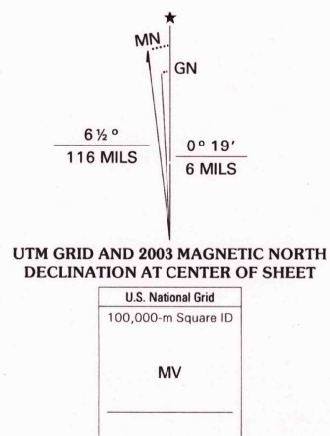 ★
MN
GN
6 ½ °
116 MILS
0° 19′
6 MILS
UTM GRID AND 2003 MAGNETIC NORTH
DECLINATION AT CENTER OF SHEET
U.S. National Grid
100,000-m Square ID
MV